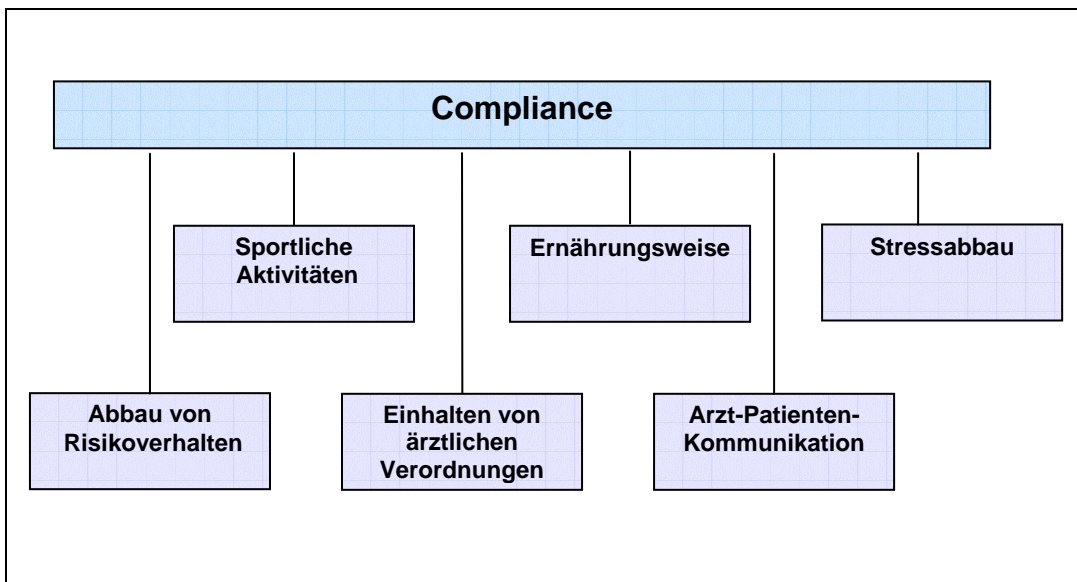 Compliance
Sportliche
Aktivitäten
Ernährungsweise
Stressabbau
Abbau von
Risikoverhalten
Einhalten von
ärztlichen
Verordnungen
Arzt-Patienten-
Kommunikation